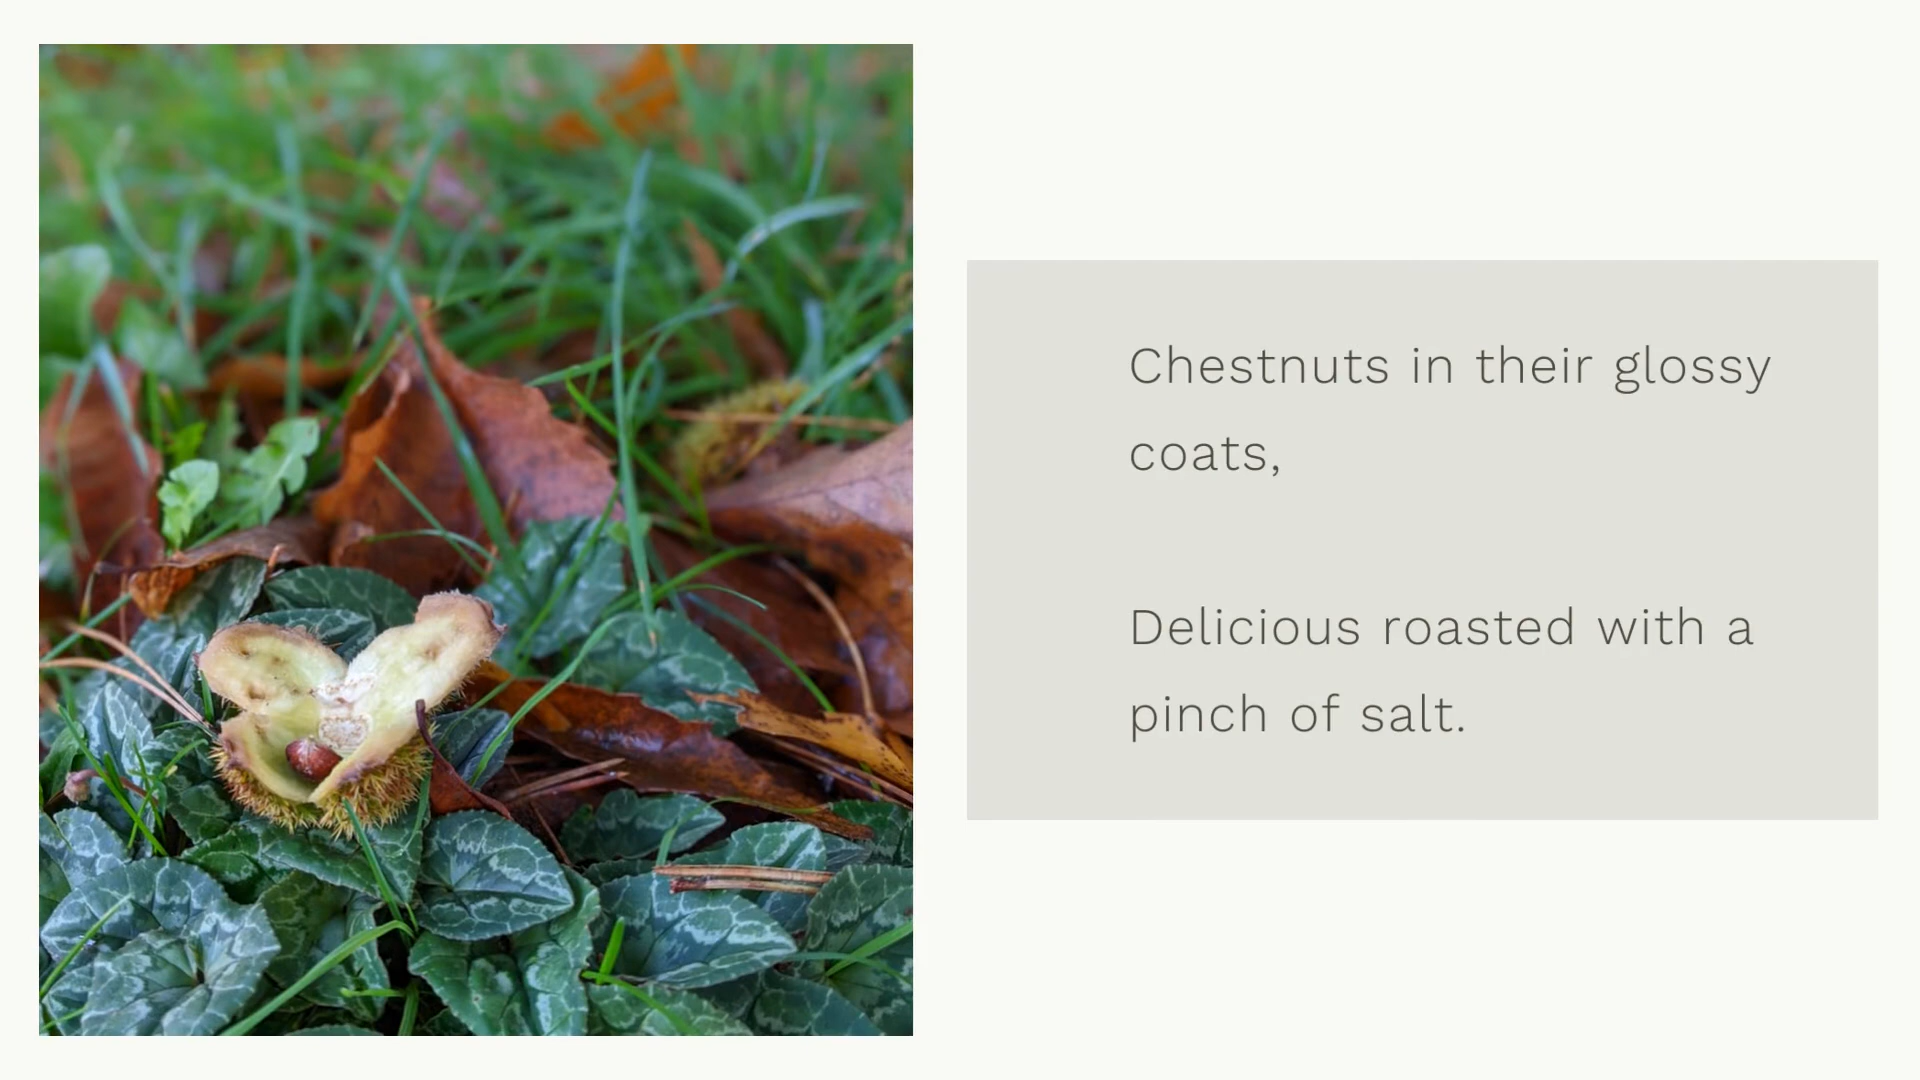 Chestnuts in their glossy
coats,
Delicious roasted with a
pinch of salt.